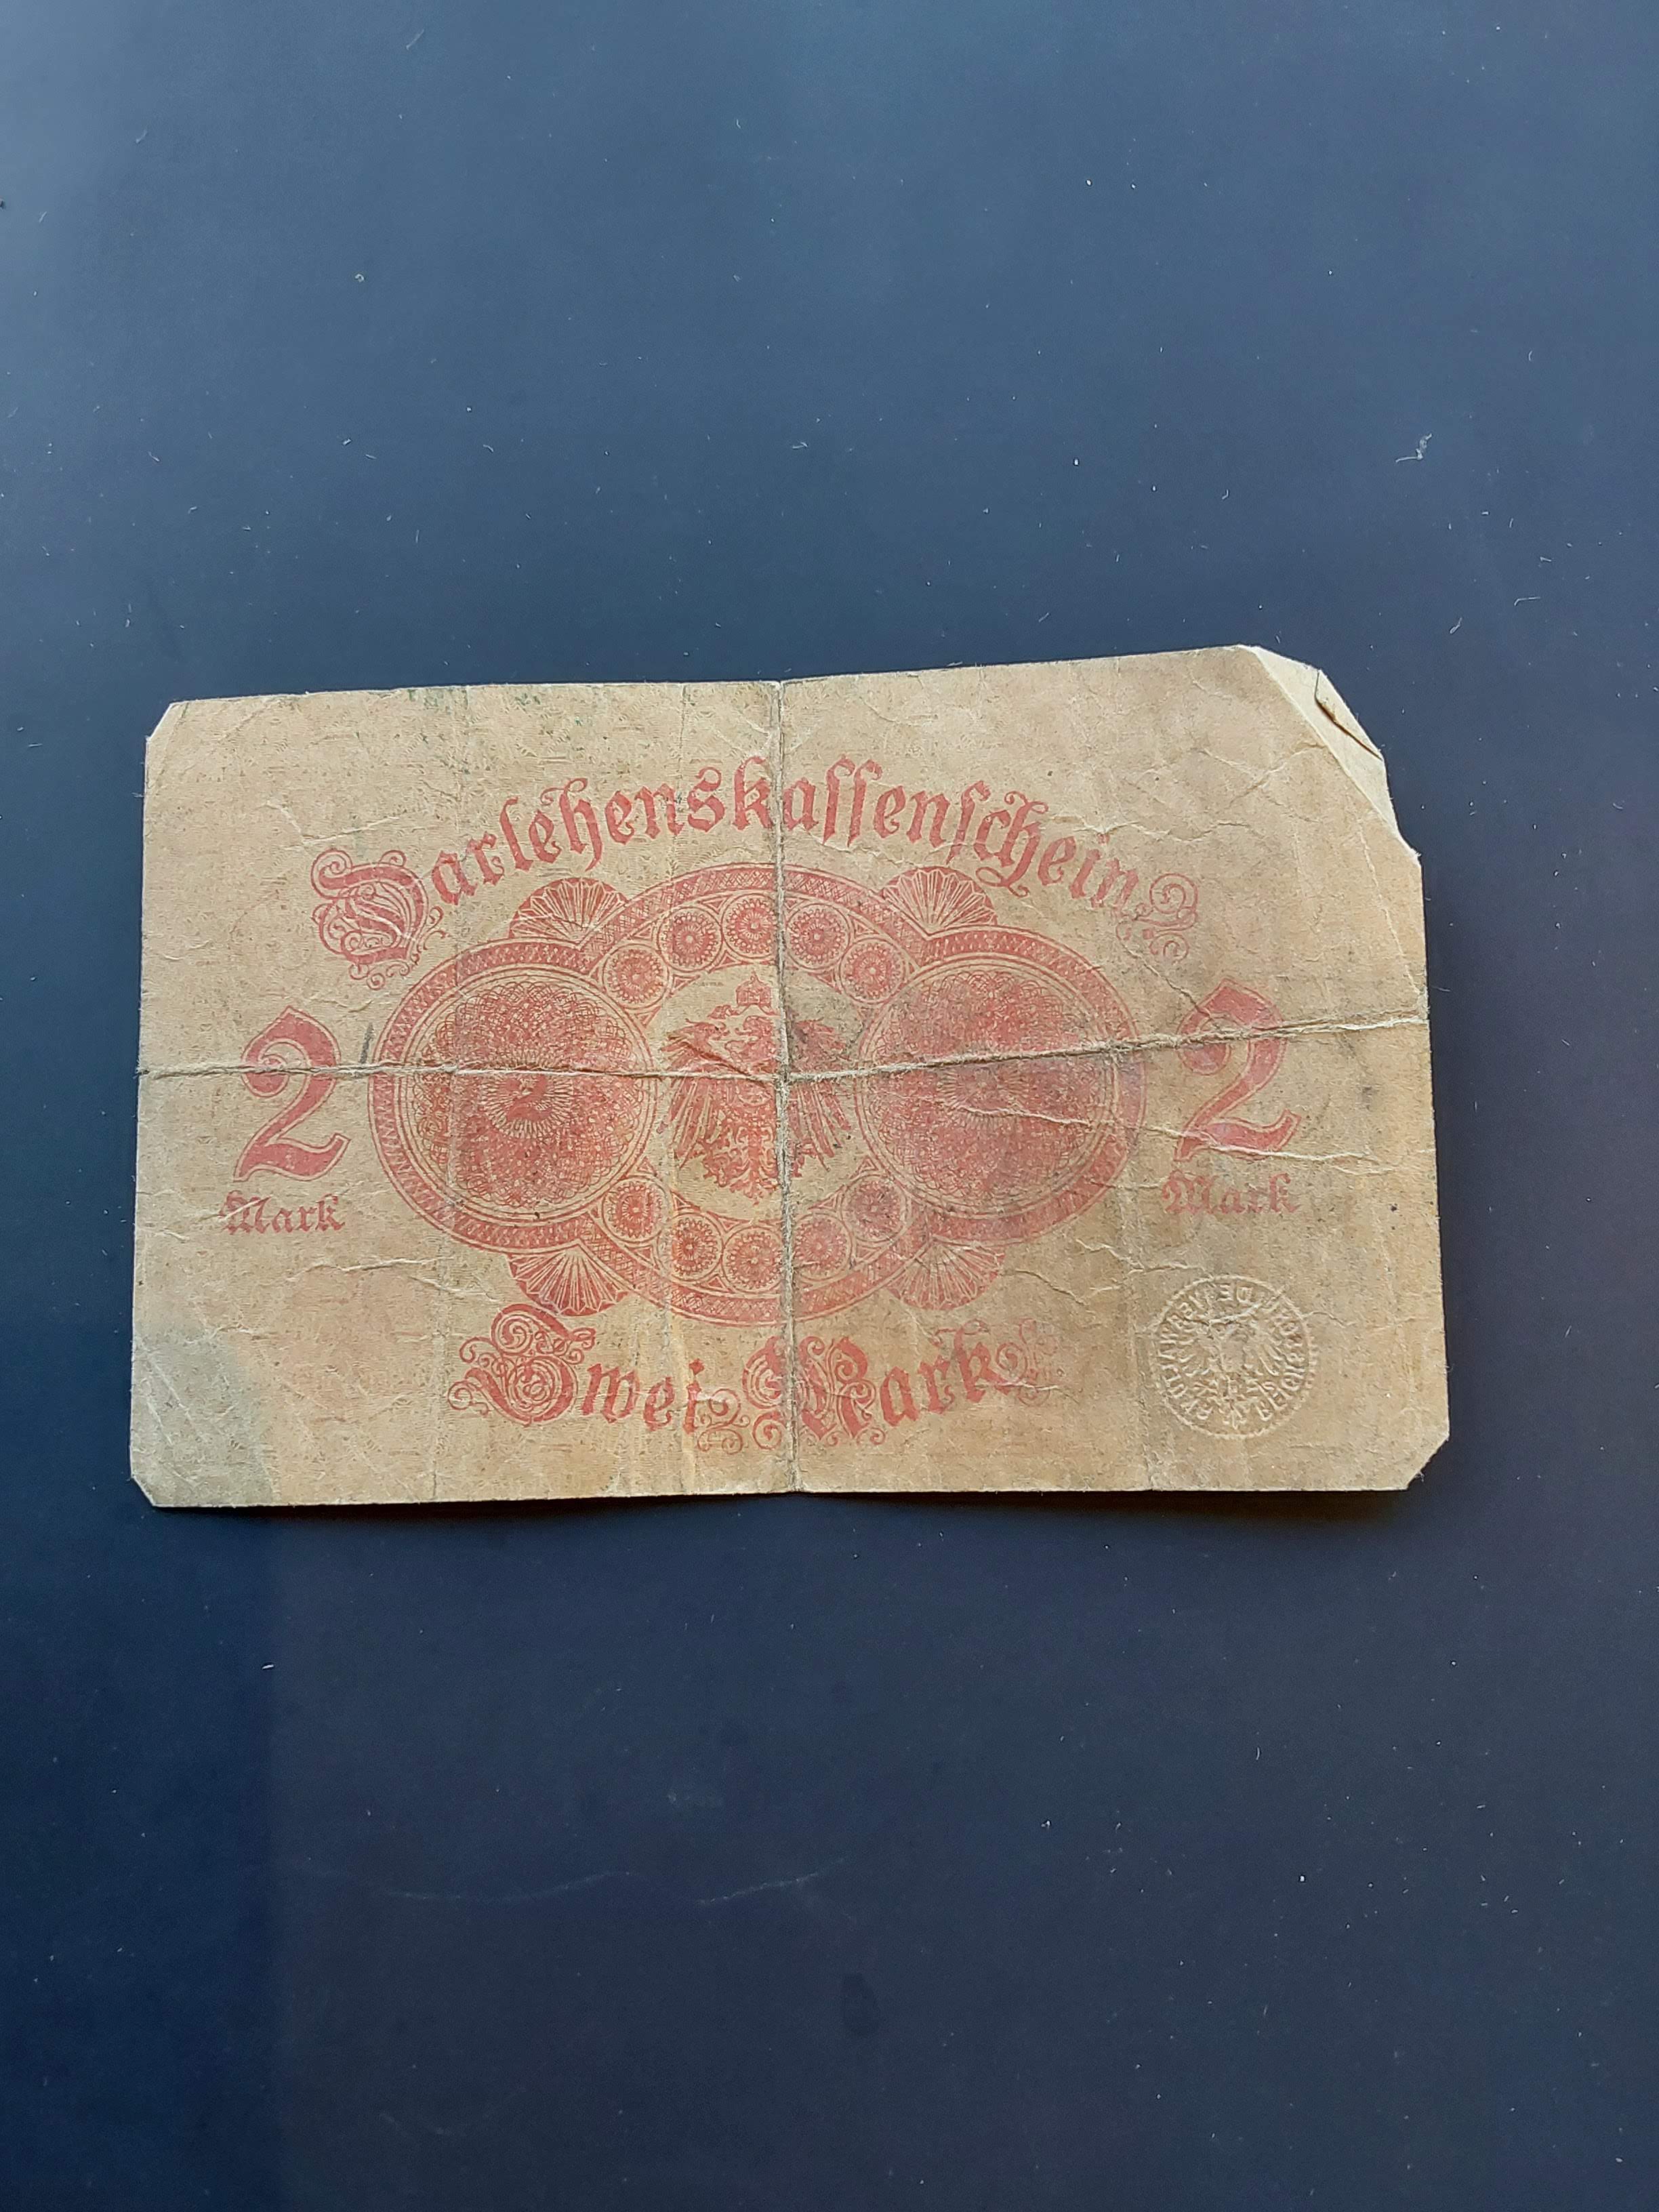 Darlehenskassenschein
2 2
Mark Mark
Zwei Mark